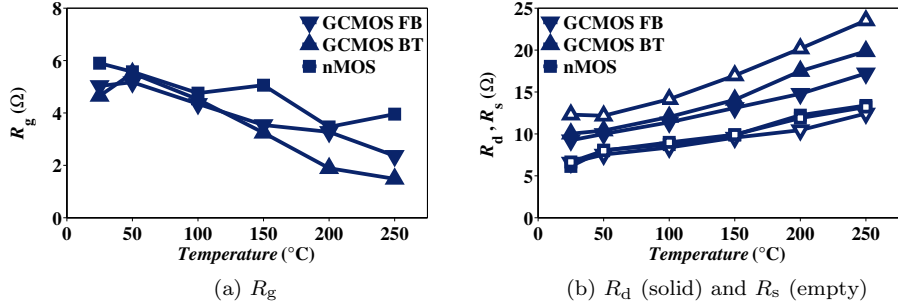 8
6
4
2
0
R_g (Ω)
GCMOS FB
GCMOS BT
nMOS
0 50 100 150 200 250
Temperature (°C)
(a) R_g
25
20
15
10
5
0
R_d, R_s (Ω)
GCMOS FB
GCMOS BT
nMOS
0 50 100 150 200 250
Temperature (°C)
(b) R_d (solid) and R_s (empty)